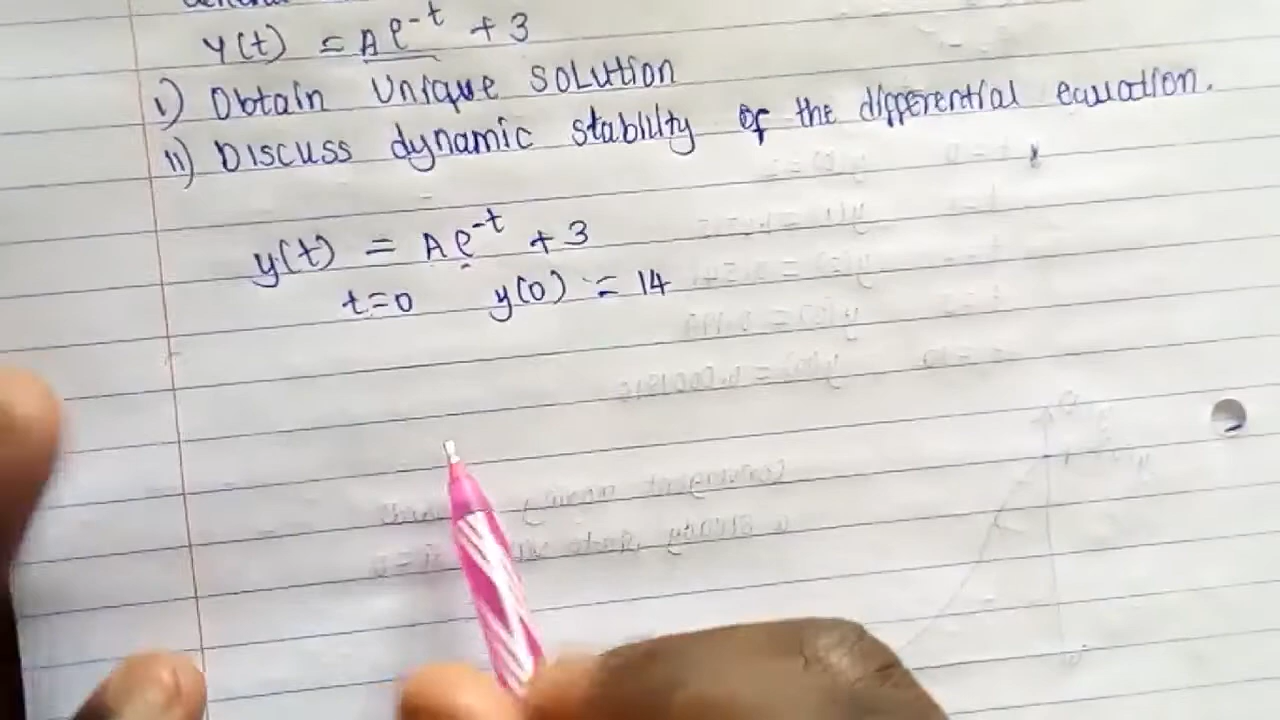 y(t) = Ae^-t + 3
i) Obtain Unique Solution
ii) Discuss dynamic stability of the differential equation.
y(t) = Ae^-t + 3
t=0 y(0) = 14